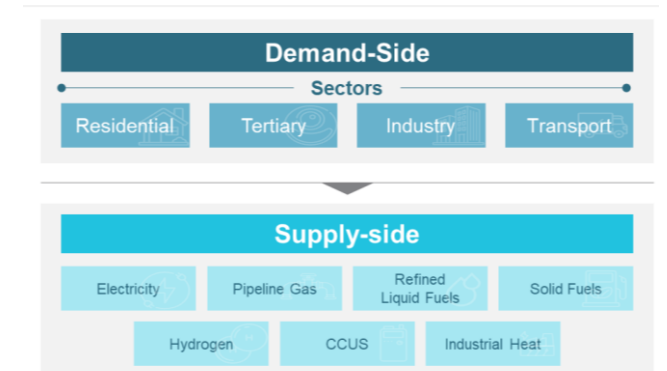 Demand-Side
Sectors
Residential
Tertiary
Industry
Transport
Supply-side
Electricity
Pipeline Gas
Refined
Liquid Fuels
Solid Fuels
Hydrogen
CCUS
Industrial Heat